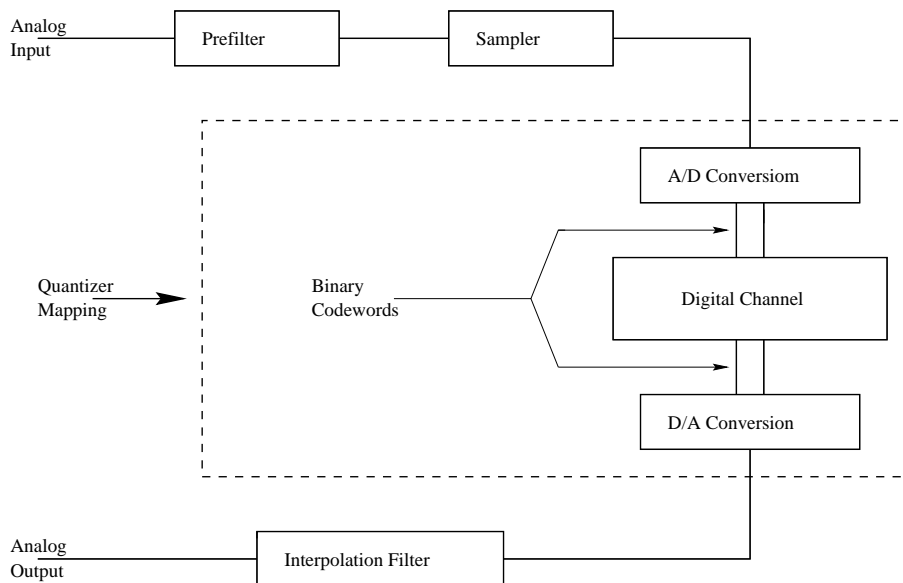 Analog
Input
Prefilter
Sampler
A/D Conversiom
Quantizer
Mapping
Binary
Codewords
Digital Channel
D/A Conversion
Analog
Output
Interpolation Filter